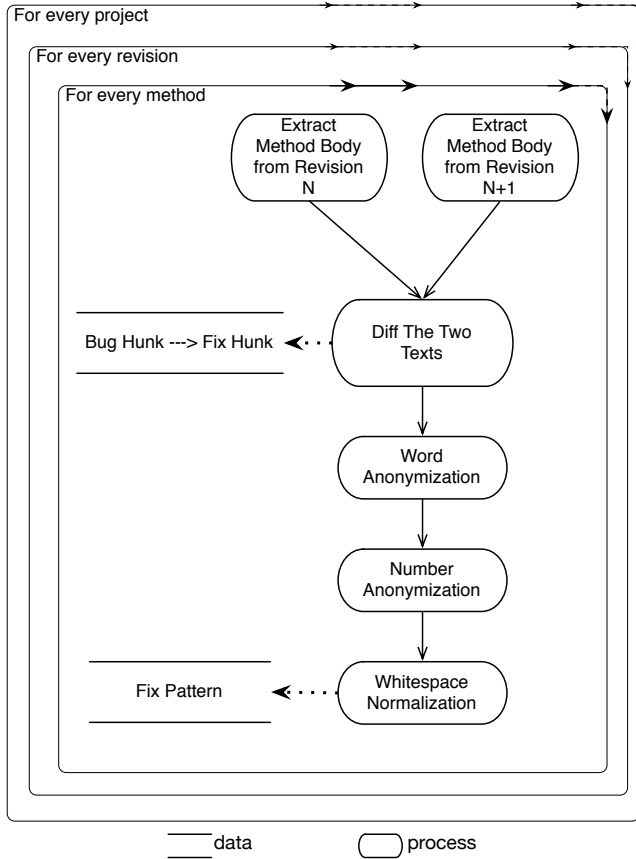 For every project
For every revision
For every method
Extract
Method Body
from Revision
N
Extract
Method Body
from Revision
N+1
Bug Hunk ---> Fix Hunk
Diff The Two
Texts
Word
Anonymization
Number
Anonymization
Fix Pattern
Whitespace
Normalization
data
process